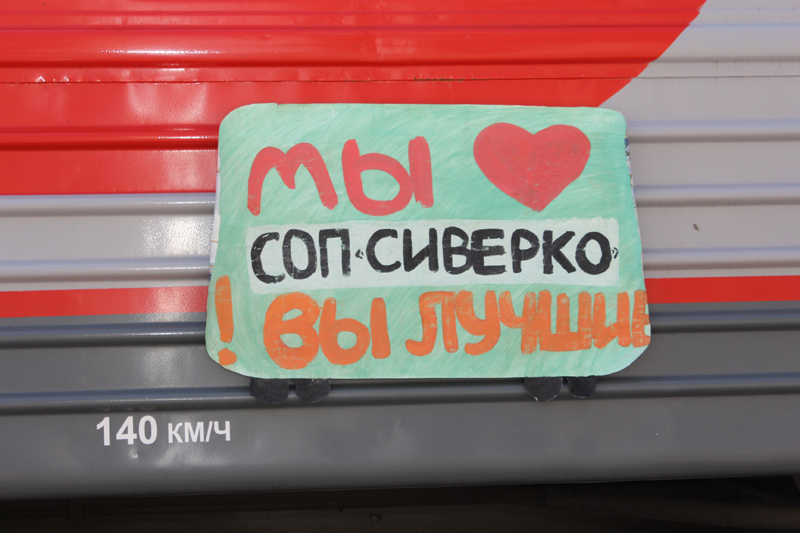 МЫ ❤
СОП «СИВЕРКО»
! ВЫ ЛУЧШИЕ
140 КМ/Ч